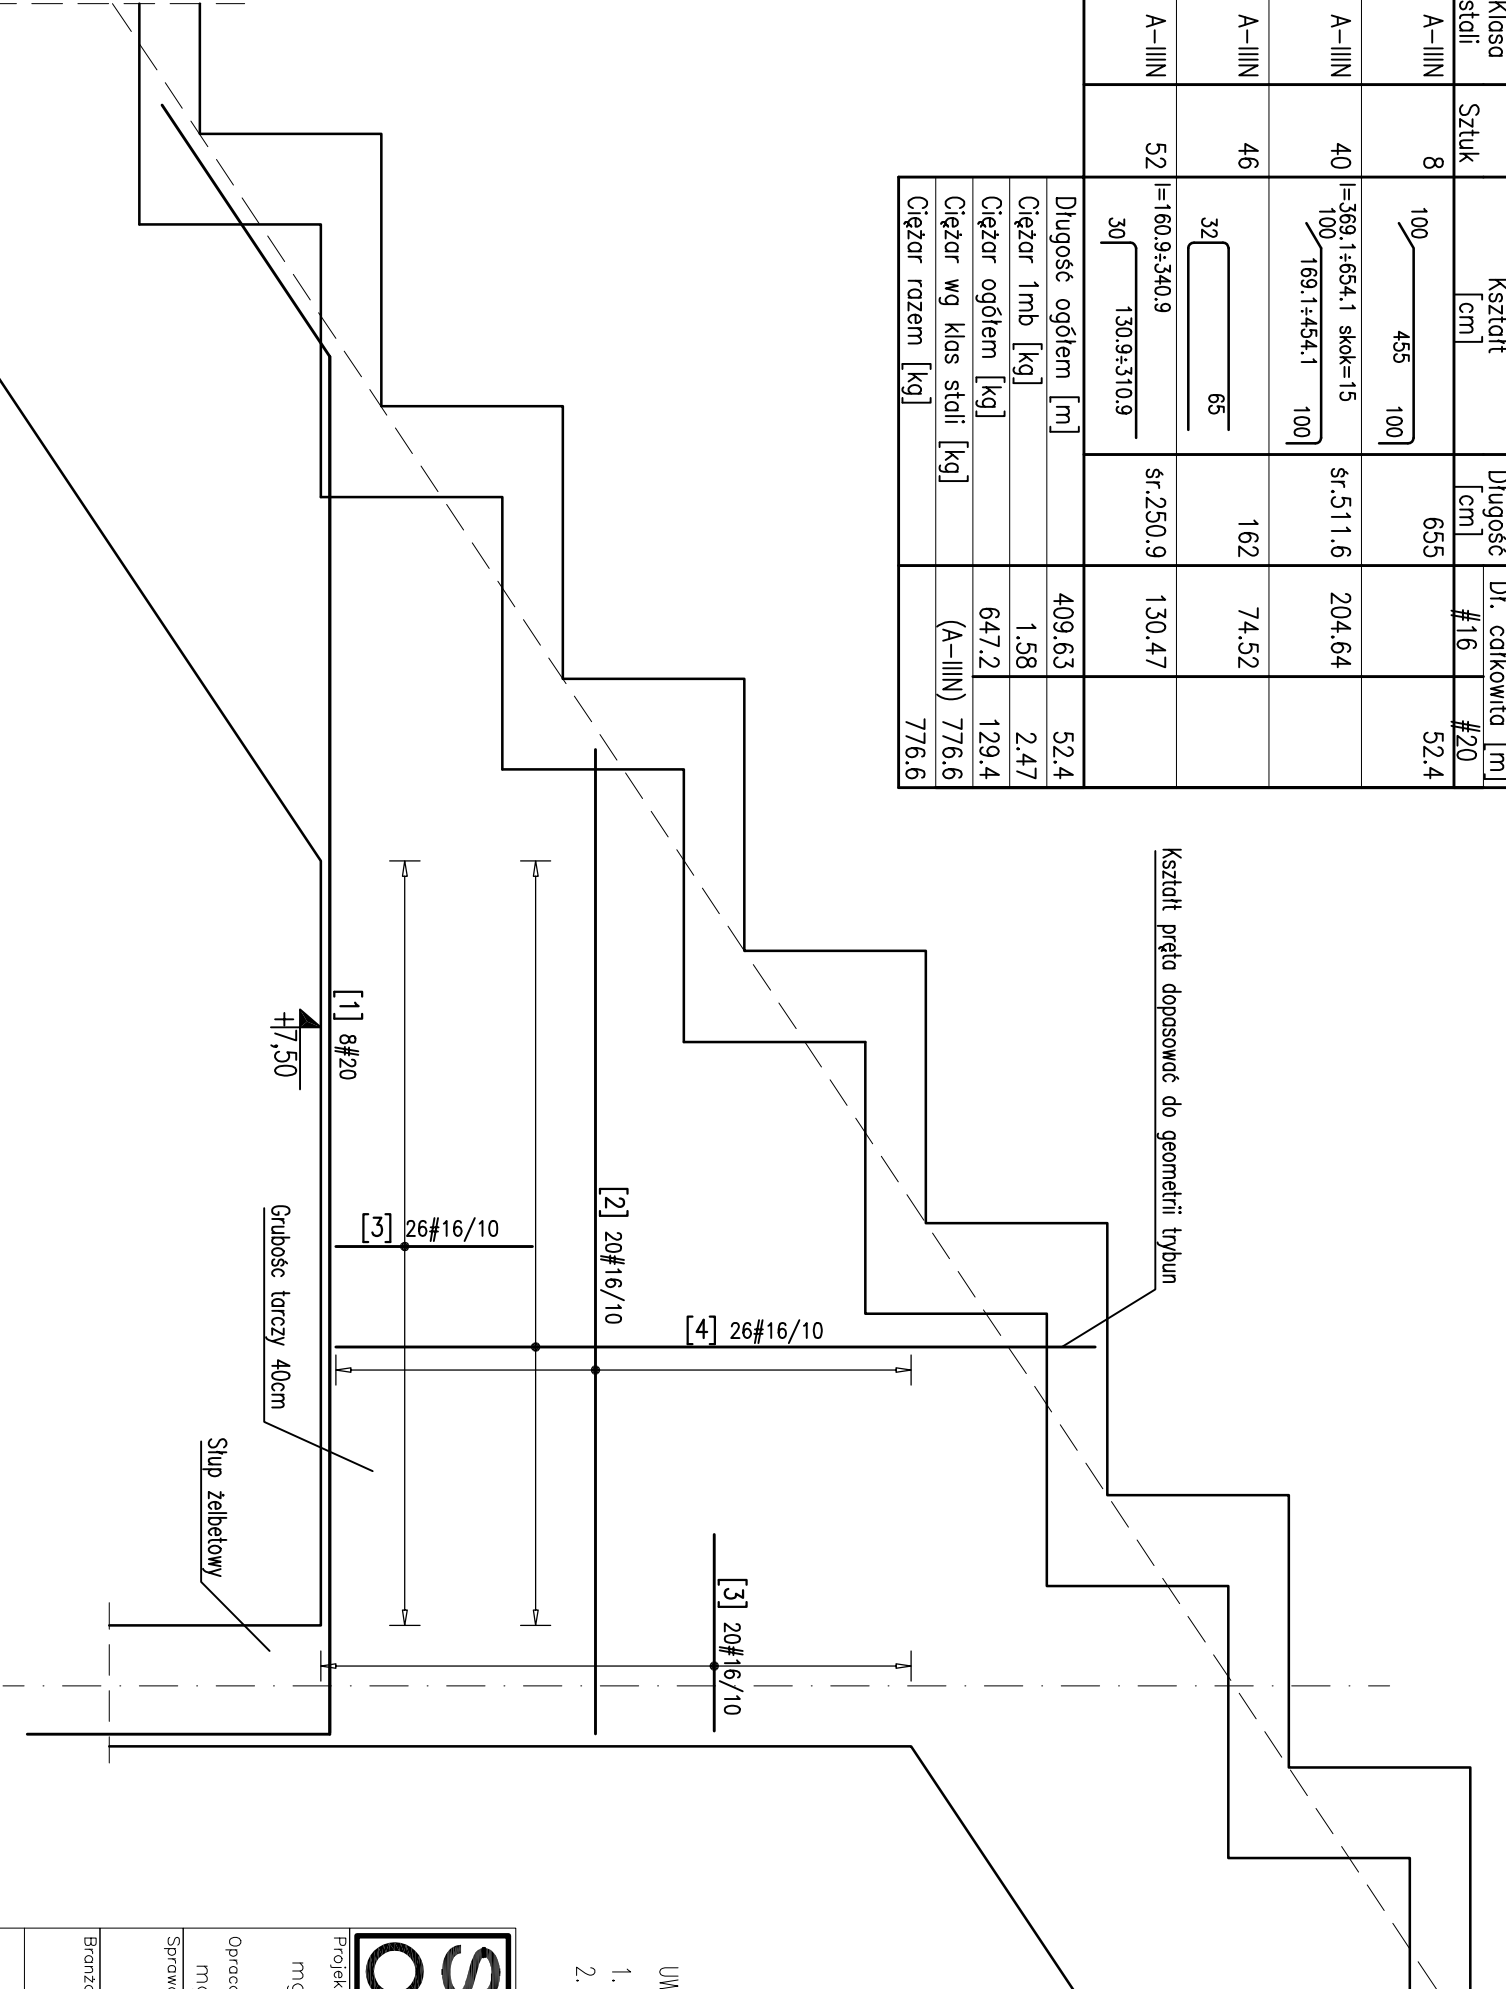 Klasa stali
Sztuk
Kształt [cm]
Długość [cm]
Dł. całkowita [m]
#16
#20
A-IIIN
8
100
455
100
655
52.4
A-IIIN
40
l=369.1÷654.1 skok=15
100
169.1÷454.1
100
śr.511.6
204.64
A-IIIN
46
32
65
162
74.52
A-IIIN
52
l=160.9÷340.9
30
130.9÷310.9
śr.250.9
130.47
Długość ogółem [m] 409.63 52.4
Ciężar 1mb [kg] 1.58 2.47
Ciężar ogółem [kg] 647.2 129.4
Ciężar wg klas stali [kg] (A-IIIN) 776.6
Ciężar razem [kg] 776.6
Kształt pręta dopasować do geometrii trybun
[1] 8#20
+7,50
[3] 26#16/10
[2] 20#16/10
[4] 26#16/10
Grubośc tarczy 40cm
Słup żelbetowy
[3] 20#16/10
1.
2.